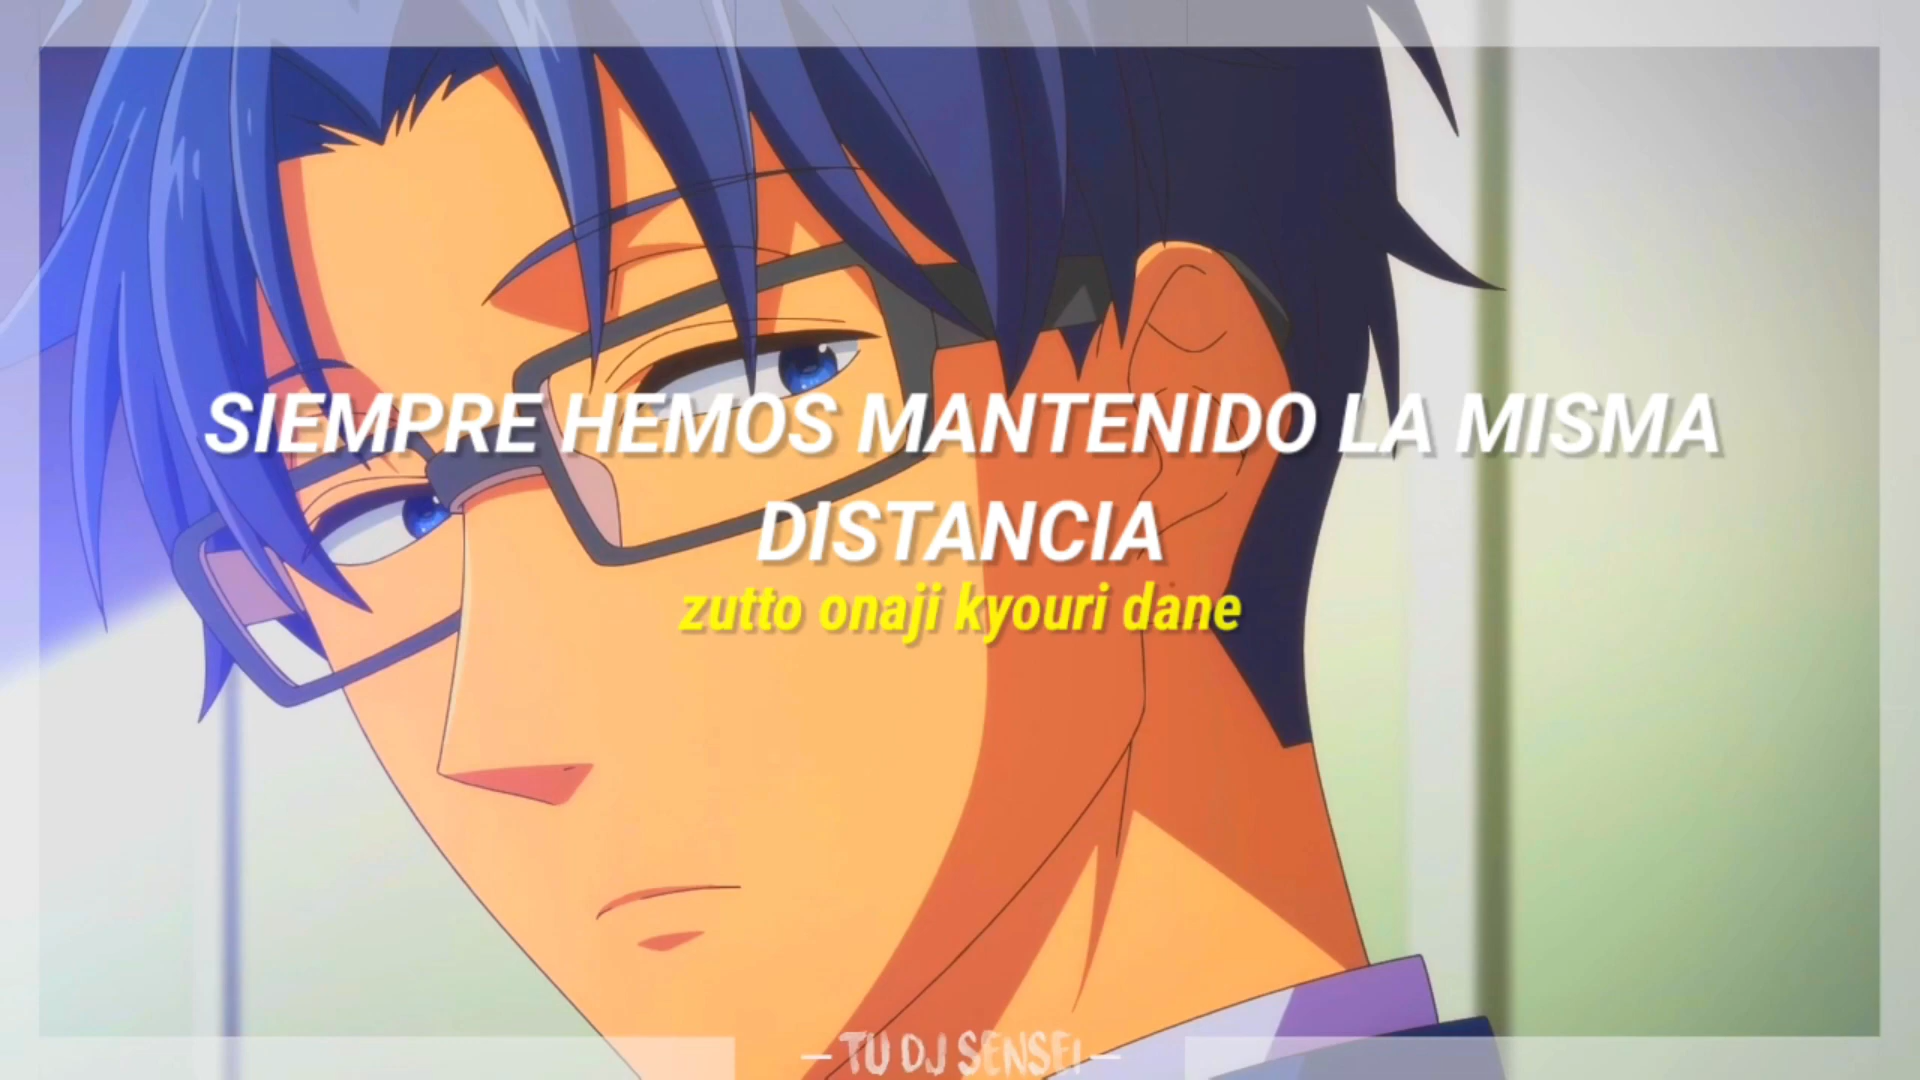 SIEMPRE HEMOS MANTENIDO LA MISMA
DISTANCIA
zutto onaji kyouri dane
— TU DJ SENSEI —